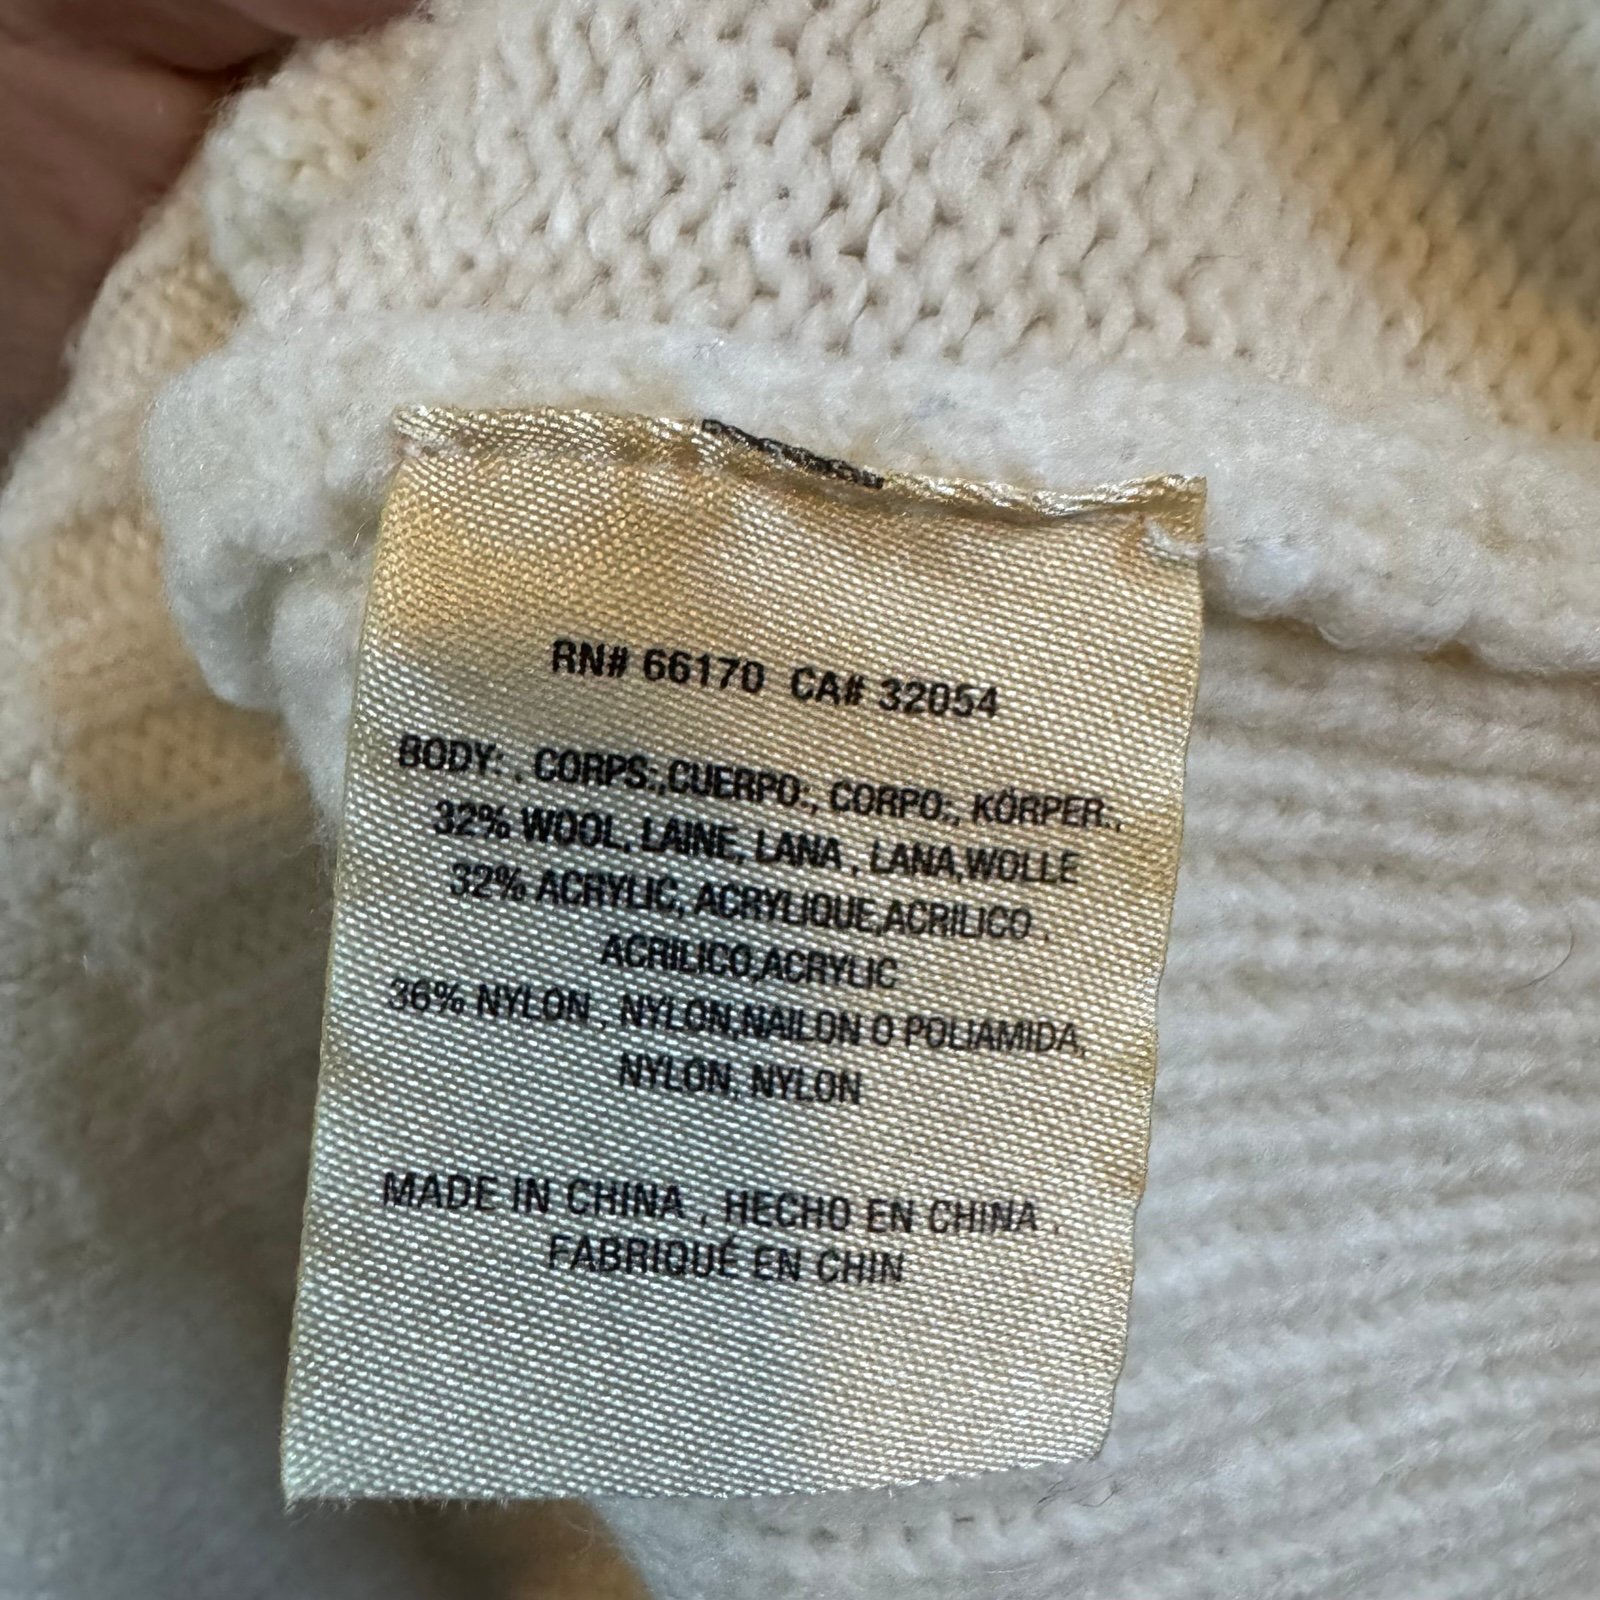 RN# 66170 CA# 32054
BODY: , CORPS:,CUERPO:, CORPO:, KÖRPER:,
32% WOOL, LAINE, LANA , LANA,WOLLE
32% ACRYLIC, ACRYLIQUE,ACRILICO ,
ACRILICO,ACRYLIC
36% NYLON , NYLON,NAILON O POLIAMIDA,
NYLON, NYLON
MADE IN CHINA , HECHO EN CHINA ,
FABRIQUÉ EN CHIN